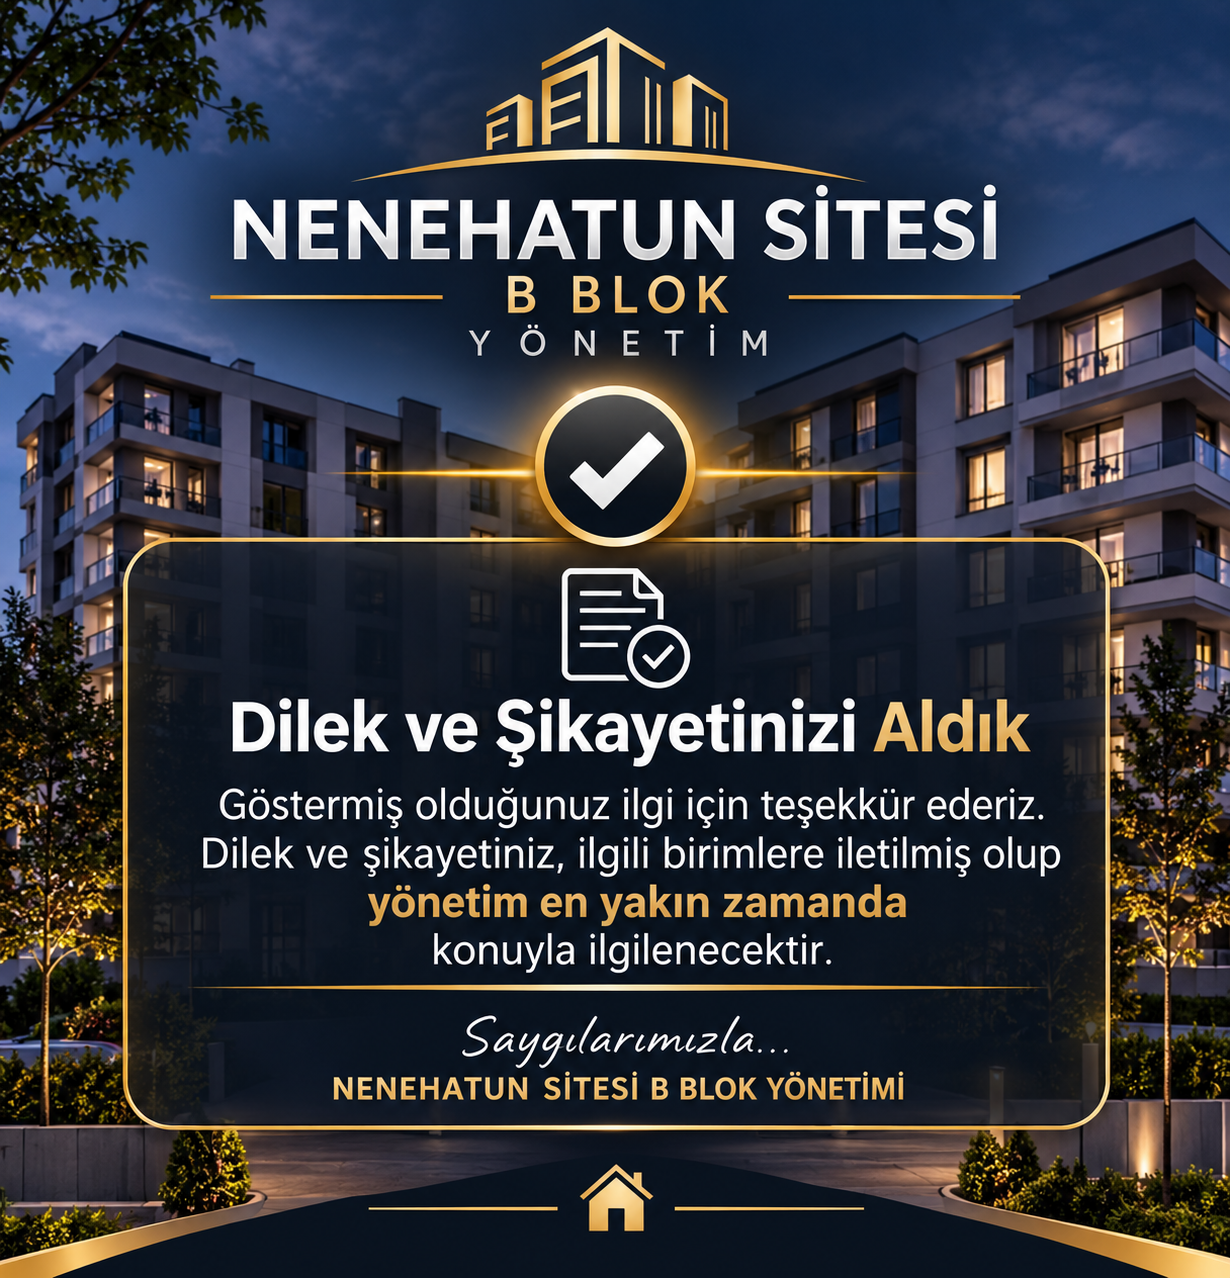 NENEHATUN SİTESİ
B BLOK
YÖNETİM
Dilek ve Şikayetinizi Aldık
Göstermiş olduğunuz ilgi için teşekkür ederiz.
Dilek ve şikayetiniz, ilgili birimlere iletilmiş olup
yönetim en yakın zamanda
konuyla ilgilenecektir.
Saygılarımızla...
NENEHATUN SİTESİ B BLOK YÖNETİMİ